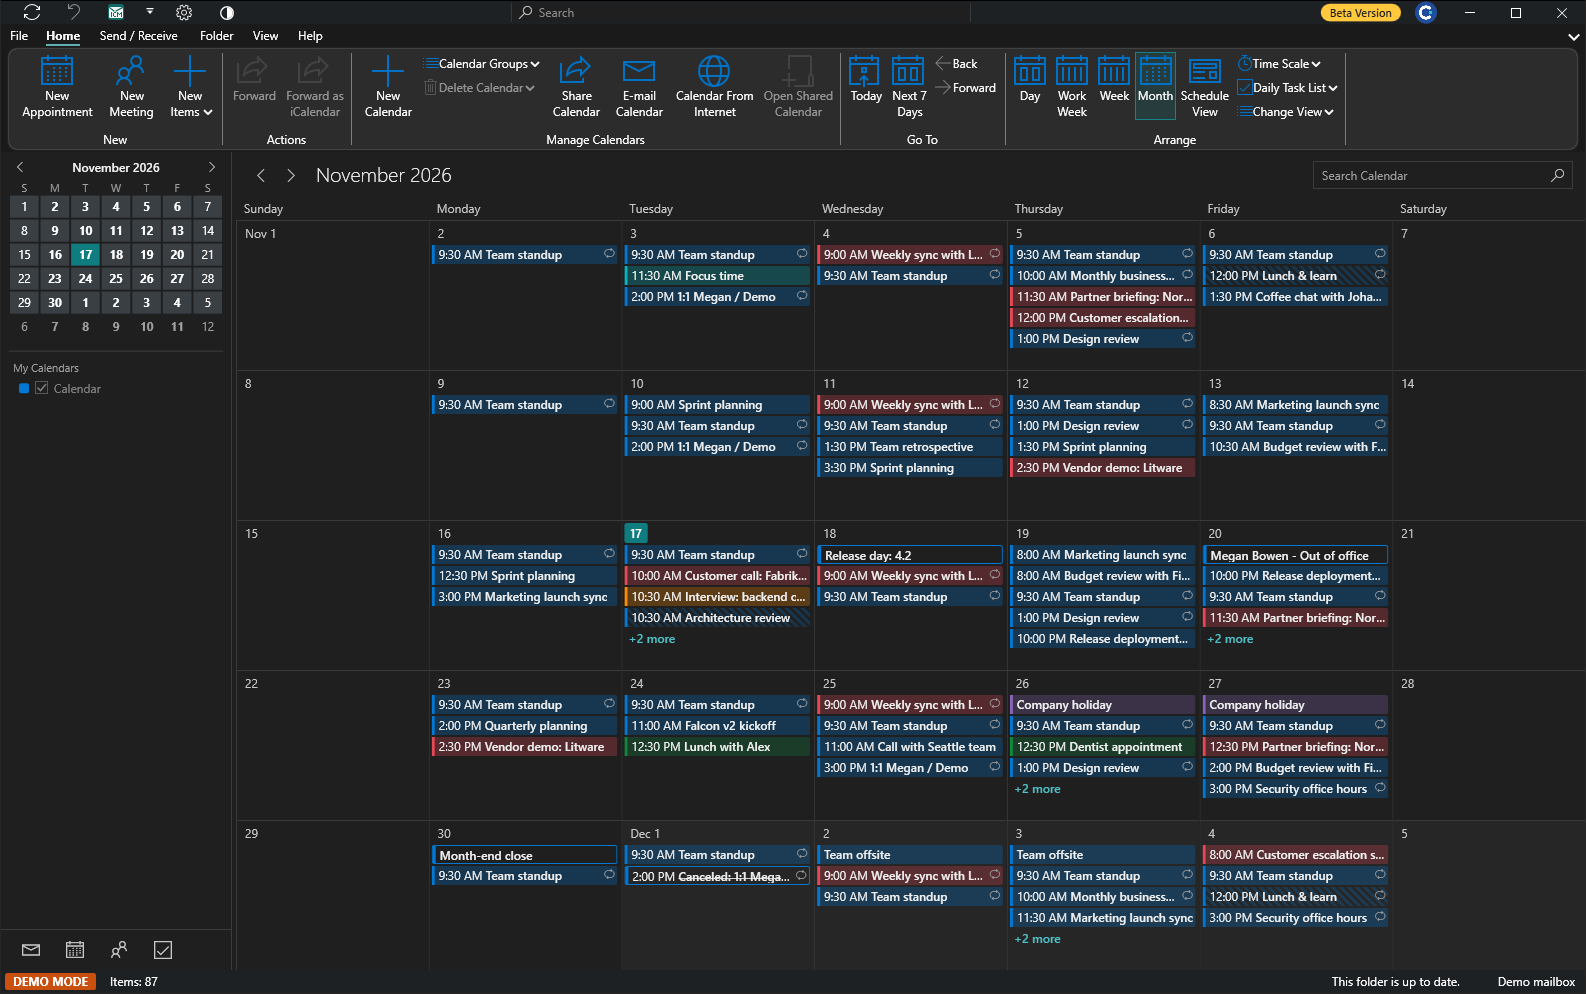 Search
Beta Version
File Home Send / Receive Folder View Help
New Appointment
New Meeting
New Items
New
Forward
Forward as iCalendar
Actions
New Calendar
Calendar Groups
Delete Calendar
Share Calendar
E-mail Calendar
Calendar From Internet
Open Shared Calendar
Manage Calendars
Today
Next 7 Days
Back
Forward
Go To
Day
Work Week
Week
Month
Schedule View
Time Scale
Daily Task List
Change View
Arrange
November 2026
S M T W T F S
1 2 3 4 5 6 7
8 9 10 11 12 13 14
15 16 17 18 19 20 21
22 23 24 25 26 27 28
29 30 1 2 3 4 5
6 7 8 9 10 11 12
My Calendars
Calendar
November 2026
Search Calendar
Sunday Monday Tuesday Wednesday Thursday Friday Saturday
Nov 1
2
9:30 AM Team standup
3
9:30 AM Team standup
11:30 AM Focus time
2:00 PM 1:1 Megan / Demo
4
9:00 AM Weekly sync with L...
9:30 AM Team standup
5
9:30 AM Team standup
10:00 AM Monthly business...
11:30 AM Partner briefing: Nor...
12:00 PM Customer escalation...
1:00 PM Design review
6
9:30 AM Team standup
12:00 PM Lunch & learn
1:30 PM Coffee chat with Joha...
7
8
9
9:30 AM Team standup
10
9:00 AM Sprint planning
9:30 AM Team standup
2:00 PM 1:1 Megan / Demo
11
9:00 AM Weekly sync with L...
9:30 AM Team standup
1:30 PM Team retrospective
3:30 PM Sprint planning
12
9:30 AM Team standup
1:00 PM Design review
1:30 PM Sprint planning
2:30 PM Vendor demo: Litware
13
8:30 AM Marketing launch sync
9:30 AM Team standup
10:30 AM Budget review with F...
14
15
16
9:30 AM Team standup
12:30 PM Sprint planning
3:00 PM Marketing launch sync
17
9:30 AM Team standup
10:00 AM Customer call: Fabrik...
10:30 AM Interview: backend c...
10:30 AM Architecture review
+2 more
18
Release day: 4.2
9:00 AM Weekly sync with L...
9:30 AM Team standup
19
8:00 AM Marketing launch sync
8:00 AM Budget review with Fi...
9:30 AM Team standup
1:00 PM Design review
10:00 PM Release deployment...
20
Megan Bowen - Out of office
10:00 PM Release deployment...
9:30 AM Team standup
11:30 AM Partner briefing: Nor...
+2 more
21
22
23
9:30 AM Team standup
2:00 PM Quarterly planning
2:30 PM Vendor demo: Litware
24
9:30 AM Team standup
11:00 AM Falcon v2 kickoff
12:30 PM Lunch with Alex
25
9:00 AM Weekly sync with L...
9:30 AM Team standup
11:00 AM Call with Seattle team
3:00 PM 1:1 Megan / Demo
26
Company holiday
9:30 AM Team standup
12:30 PM Dentist appointment
1:00 PM Design review
+2 more
27
Company holiday
9:30 AM Team standup
12:30 PM Partner briefing: Nor...
2:00 PM Budget review with Fi...
3:00 PM Security office hours
28
29
30
Month-end close
9:30 AM Team standup
Dec 1
9:30 AM Team standup
2:00 PM Canceled: 1:1 Mega...
2
Team offsite
9:00 AM Weekly sync with L...
9:30 AM Team standup
3
Team offsite
9:30 AM Team standup
10:00 AM Monthly business...
11:30 AM Marketing launch sync
+2 more
4
8:00 AM Customer escalation s...
9:30 AM Team standup
12:00 PM Lunch & learn
3:00 PM Security office hours
5
DEMO MODE
Items: 87
This folder is up to date.
Demo mailbox